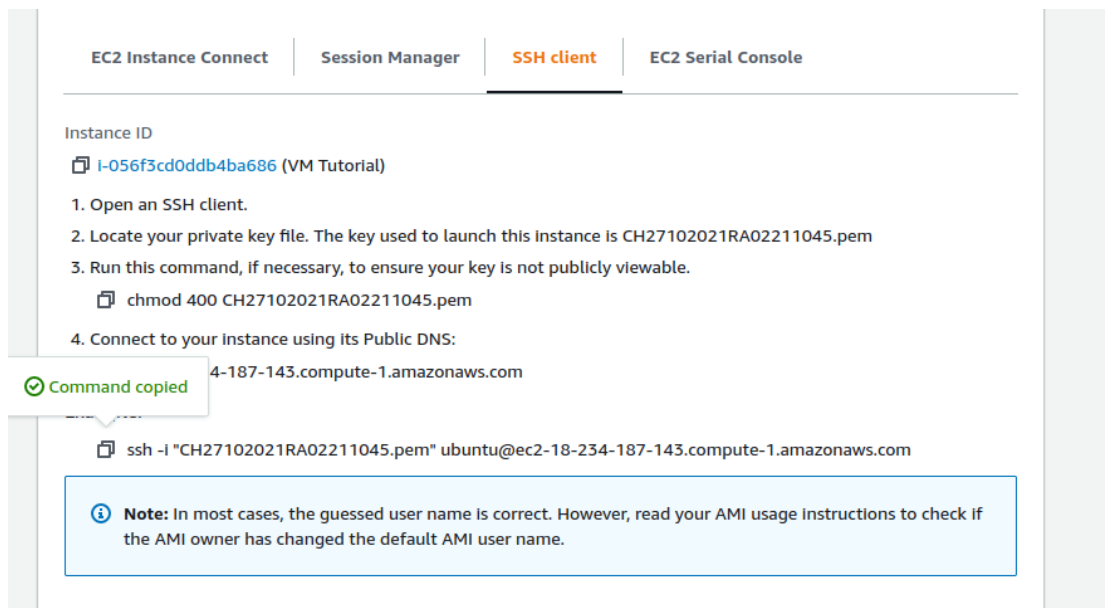 EC2 Instance Connect Session Manager SSH client EC2 Serial Console
Instance ID
i-056f3cd0ddb4ba686 (VM Tutorial)
1. Open an SSH client.
2. Locate your private key file. The key used to launch this instance is CH27102021RA02211045.pem
3. Run this command, if necessary, to ensure your key is not publicly viewable.
chmod 400 CH27102021RA02211045.pem
4. Connect to your instance using its Public DNS:
4-187-143.compute-1.amazonaws.com
Command copied
ssh -i "CH27102021RA02211045.pem" ubuntu@ec2-18-234-187-143.compute-1.amazonaws.com
Note: In most cases, the guessed user name is correct. However, read your AMI usage instructions to check if
the AMI owner has changed the default AMI user name.